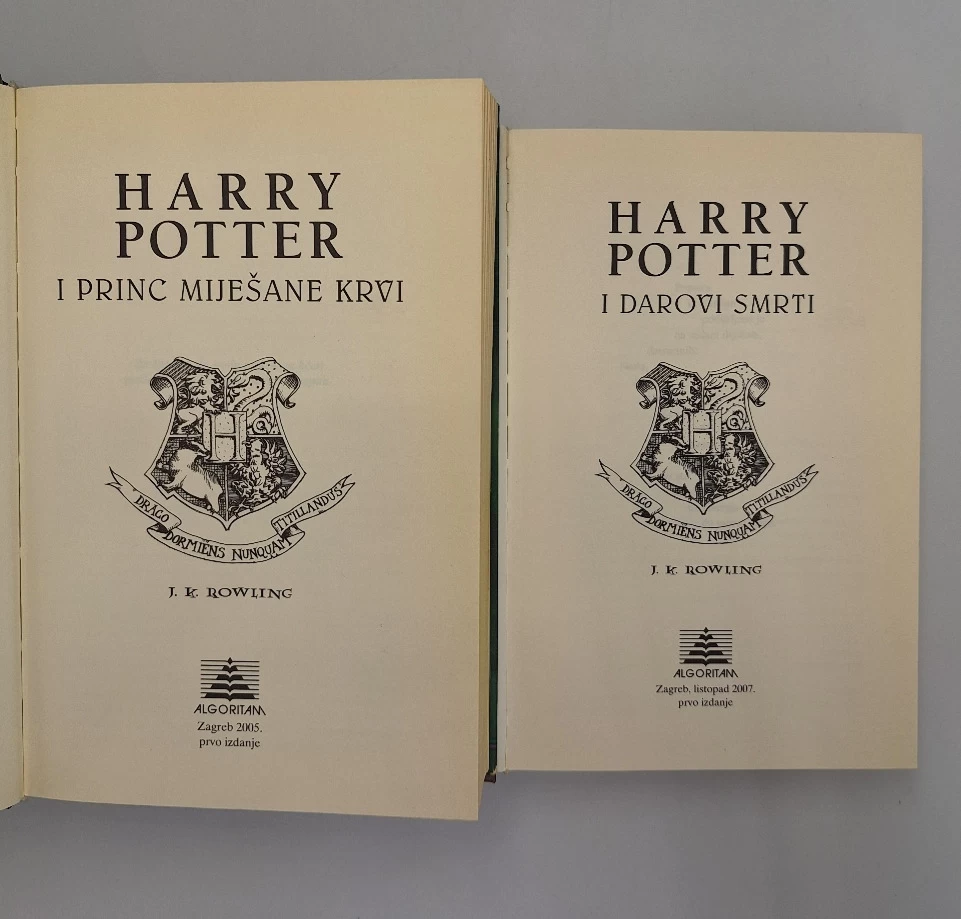 HARRY
POTTER
I PRINC MIJEŠANE KRVI
H
DRACO
DORMIENS NUNQUAM
TITILLANDUS
J. K. ROWLING
ALGORITAM
Zagreb 2005.
prvo izdanje
HARRY
POTTER
I DAROVI SMRTI
H
DRACO
DORMIENS NUNQUAM
TITILLANDUS
J. K. ROWLING
ALGORITAM
Zagreb, listopad 2007.
prvo izdanje